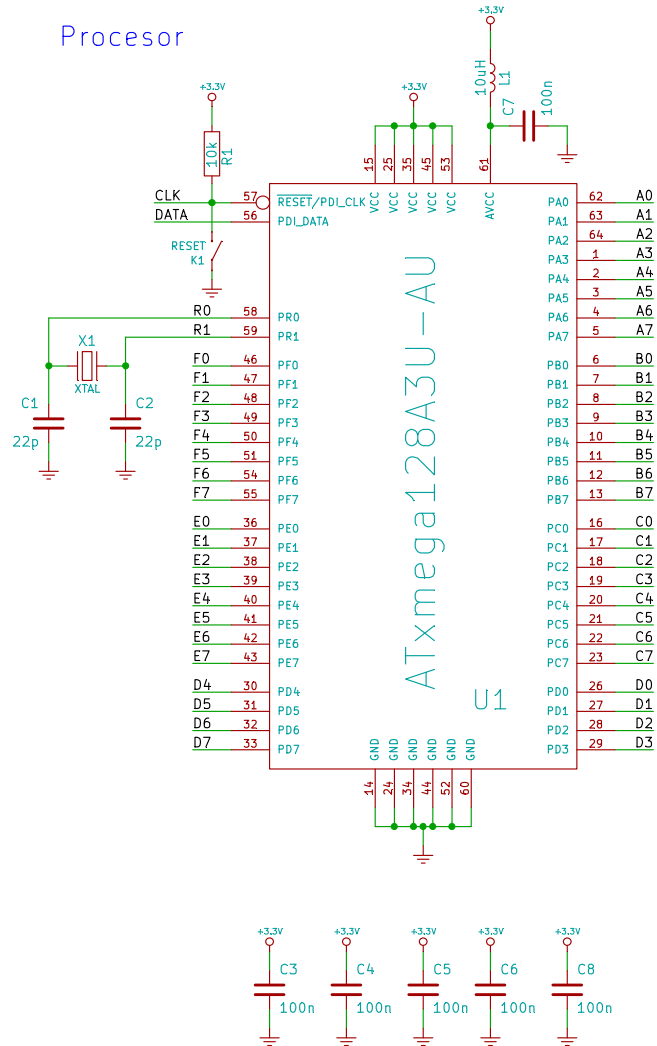 Procesor
+3.3V
10uH
L1
C7
100n
+3.3V
+3.3V
10k
R1
15
25
35
45
53
61
VCC
VCC
VCC
VCC
VCC
AVCC
CLK 57 RESET/PDI_CLK
DATA 56 PDI_DATA
RESET
K1
R0 58 PR0
R1 59 PR1
X1
XTAL
C1
22p
C2
22p
F0 46 PF0
F1 47 PF1
F2 48 PF2
F3 49 PF3
F4 50 PF4
F5 51 PF5
F6 54 PF6
F7 55 PF7
E0 36 PE0
E1 37 PE1
E2 38 PE2
E3 39 PE3
E4 40 PE4
E5 41 PE5
E6 42 PE6
E7 43 PE7
D4 30 PD4
D5 31 PD5
D6 32 PD6
D7 33 PD7
ATxmega128A3U-AU
U1
PA0 62 A0
PA1 63 A1
PA2 64 A2
PA3 1 A3
PA4 2 A4
PA5 3 A5
PA6 4 A6
PA7 5 A7
PB0 6 B0
PB1 7 B1
PB2 8 B2
PB3 9 B3
PB4 10 B4
PB5 11 B5
PB6 12 B6
PB7 13 B7
PC0 16 C0
PC1 17 C1
PC2 18 C2
PC3 19 C3
PC4 20 C4
PC5 21 C5
PC6 22 C6
PC7 23 C7
PD0 26 D0
PD1 27 D1
PD2 28 D2
PD3 29 D3
GND
GND
GND
GND
GND
GND
14
24
34
44
52
60
+3.3V
C3
100n
+3.3V
C4
100n
+3.3V
C5
100n
+3.3V
C6
100n
+3.3V
C8
100n